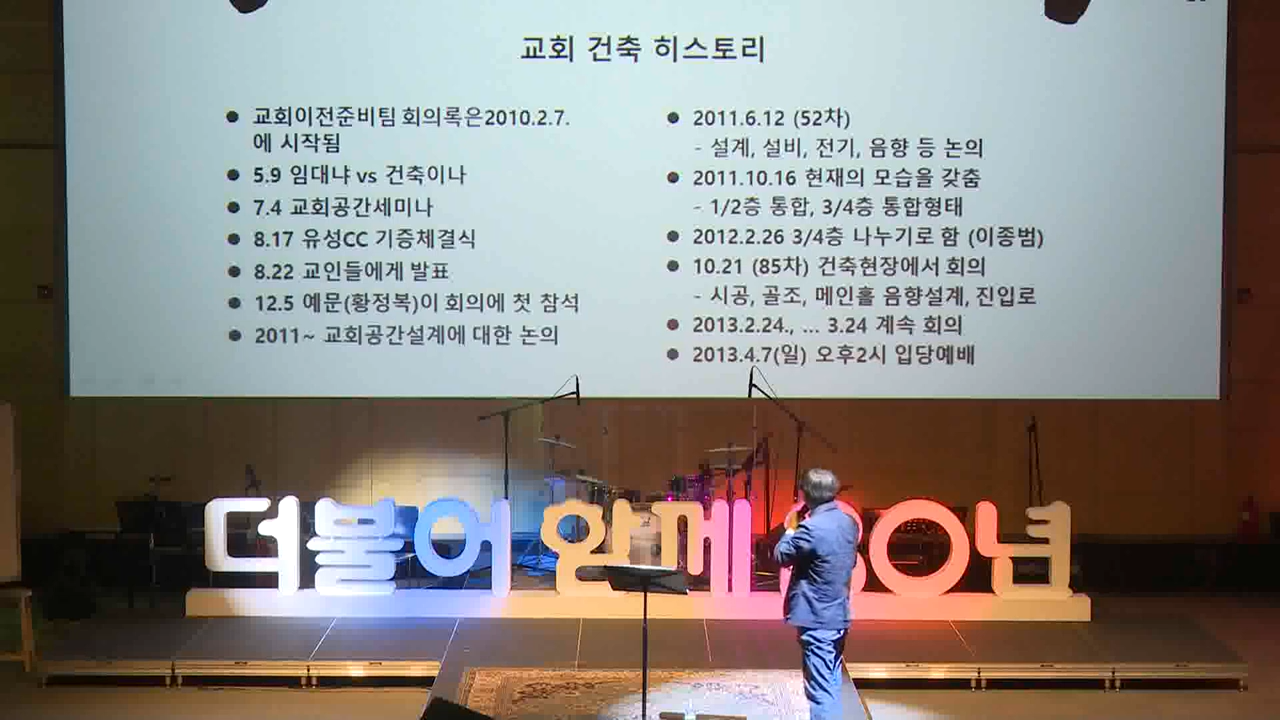 교회 건축 히스토리
● 교회이전준비팀 회의록은2010.2.7.
에 시작됨
● 5.9 임대냐 vs 건축이냐
● 7.4 교회공간세미나
● 8.17 유성CC 기증체결식
● 8.22 교인들에게 발표
● 12.5 예문(황정복)이 회의에 첫 참석
● 2011~ 교회공간설계에 대한 논의
● 2011.6.12 (52차)
- 설계, 설비, 전기, 음향 등 논의
● 2011.10.16 현재의 모습을 갖춤
- 1/2층 통합, 3/4층 통합형태
● 2012.2.26 3/4층 나누기로 함 (이종범)
● 10.21 (85차) 건축현장에서 회의
- 시공, 골조, 메인홀 음향설계, 진입로
● 2013.2.24., ... 3.24 계속 회의
● 2013.4.7(일) 오후2시 입당예배
더불어 함께 30년